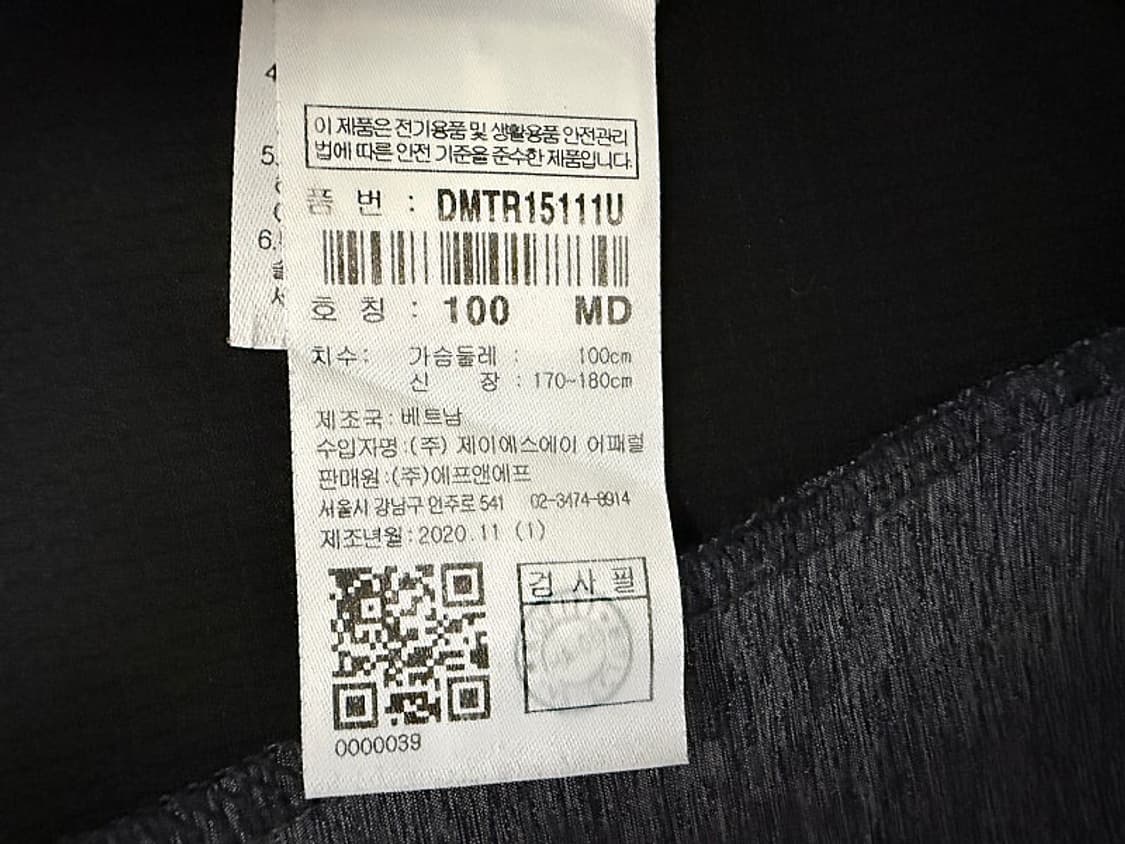 이 제품은 전기용품 및 생활용품 안전관리
법에 따른 안전 기준을 준수한 제품입니다.
품 번 : DMTR15111U
호 칭 : 100 MD
치수: 가슴둘레 : 100cm
신 장 : 170~180cm
제조국: 베트남
수입자명:(주) 제이에스에이 어패럴
판매원:(주)에프앤에프
서울시 강남구 언주로 541 02-3474-9914
제조년월:2020.11 (1)
검 사 필
0000039
4
5.
6.